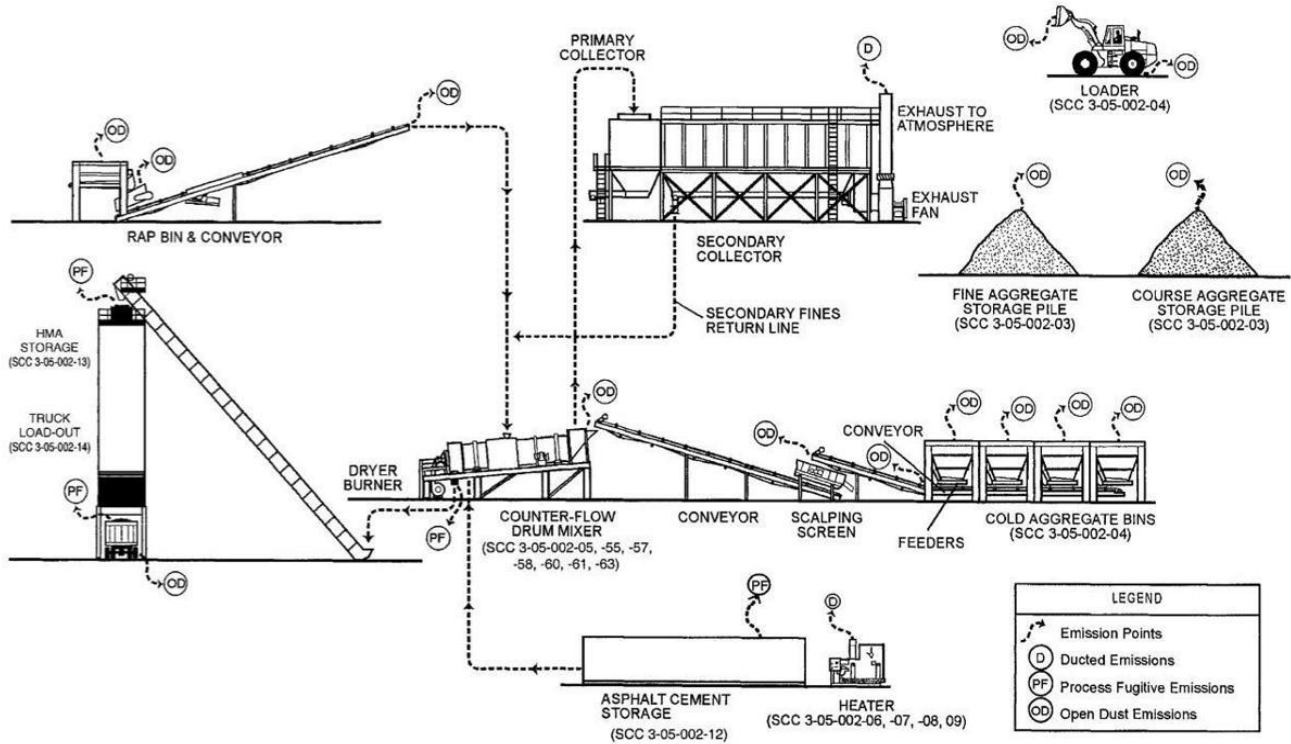 PRIMARY
COLLECTOR
D
OD
OD
LOADER
(SCC 3-05-002-04)
EXHAUST TO
ATMOSPHERE
OD
OD
OD
RAP BIN & CONVEYOR
EXHAUST
FAN
SECONDARY
COLLECTOR
OD
OD
FINE AGGREGATE
STORAGE PILE
(SCC 3-05-002-03)
COURSE AGGREGATE
STORAGE PILE
(SCC 3-05-002-03)
SECONDARY FINES
RETURN LINE
PF
HMA
STORAGE
(SCC 3-05-002-13)
TRUCK
LOAD-OUT
(SCC 3-05-002-14)
PF
OD
DRYER
BURNER
PF
COUNTER-FLOW
DRUM MIXER
(SCC 3-05-002-05, -55, -57,
-58, -60, -61, -63)
OD
CONVEYOR
OD
SCALPING
SCREEN
CONVEYOR
OD
FEEDERS
OD
OD
OD
OD
COLD AGGREGATE BINS
(SCC 3-05-002-04)
PF
ASPHALT CEMENT
STORAGE
(SCC 3-05-002-12)
D
HEATER
(SCC 3-05-002-06, -07, -08, 09)
LEGEND
Emission Points
D Ducted Emissions
PF Process Fugitive Emissions
OD Open Dust Emissions